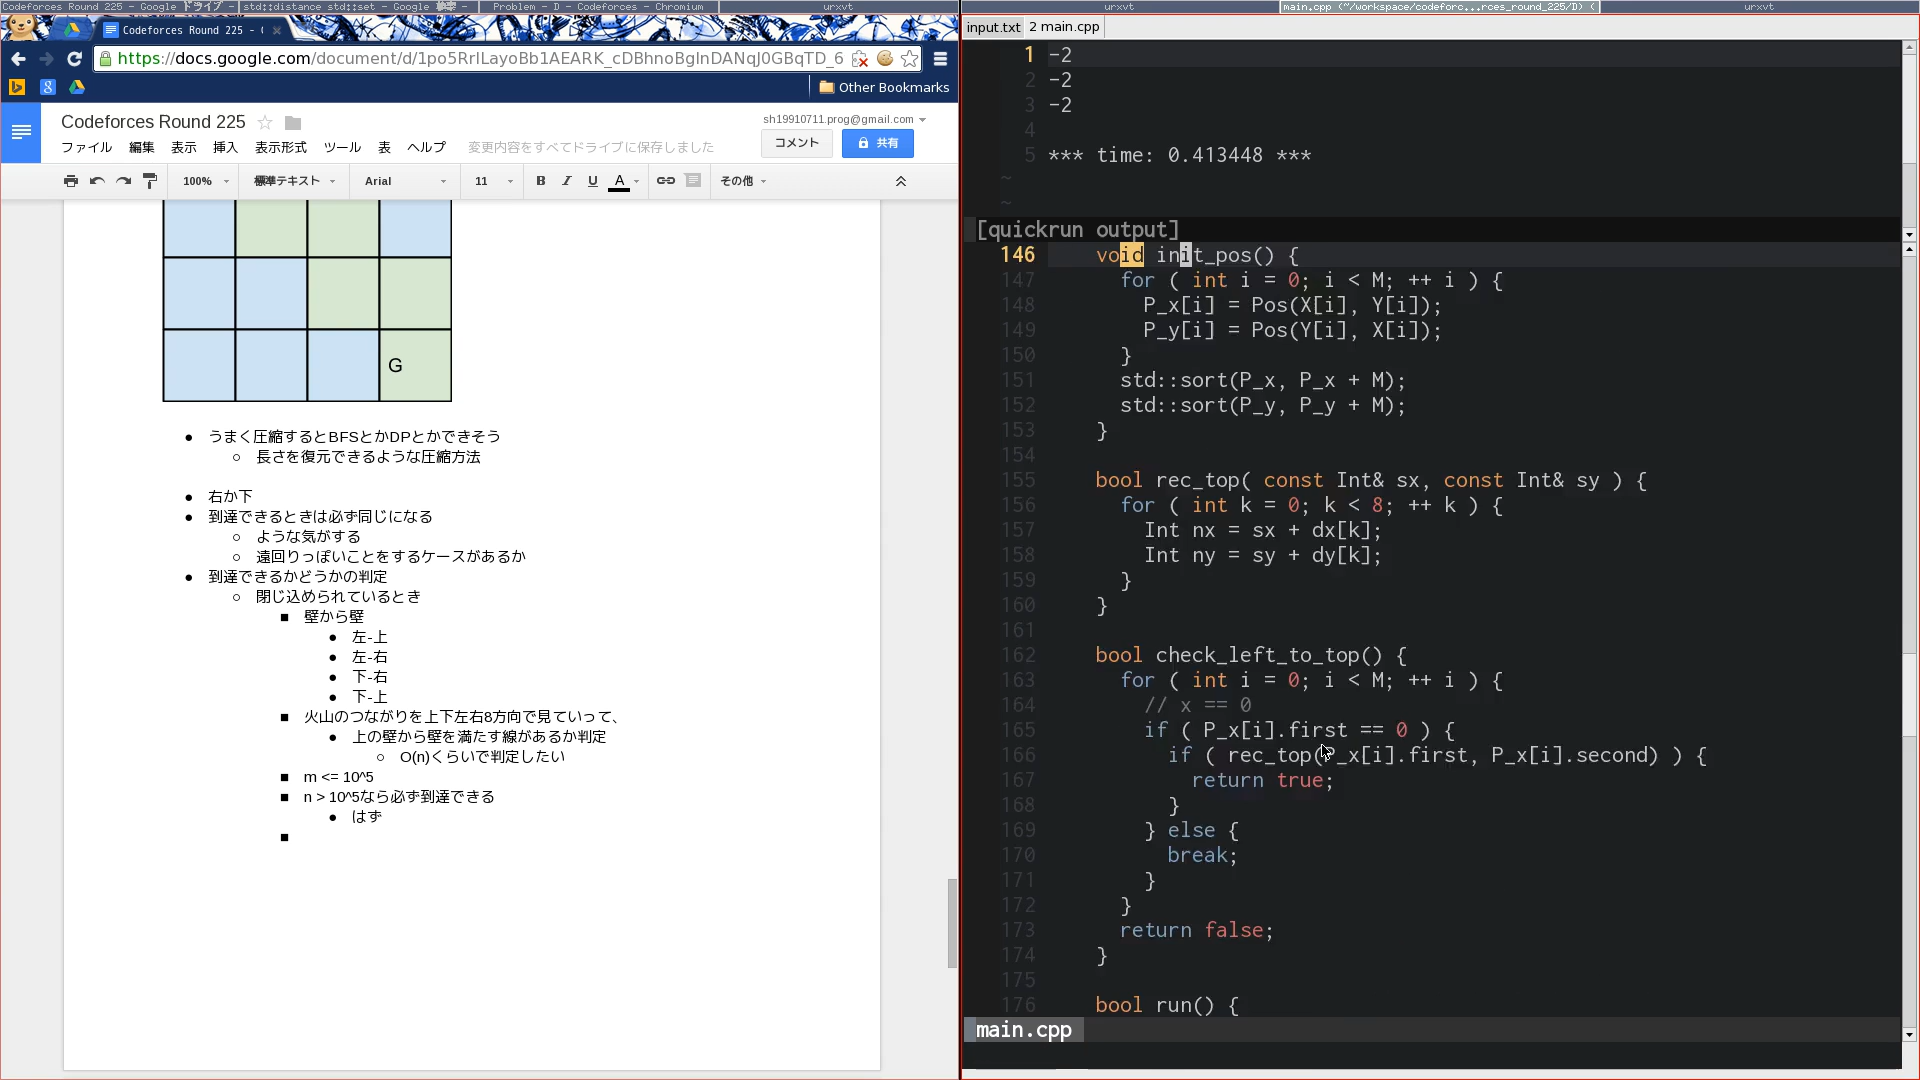 Codeforces Round 225 - Google ドライブ -
std::distance std::set - Google 検索 -
Problem - D - Codeforces - Chromium
urxvt
urxvt
main.cpp (~/workspace/codeforc...rces_round_225/D) (
urxvt
Codeforces Round 225 - (
https://docs.google.com/document/d/1po5RrlLayoBb1AEARK_cDBhnoBgInDANqJ0GBqTD_6
Other Bookmarks
Codeforces Round 225
sh19910711.prog@gmail.com
ファイル 編集 表示 挿入 表示形式 ツール 表 ヘルプ 変更内容をすべてドライブに保存しました
コメント
共有
100% 標準テキスト Arial 11 B I U A その他
G
うまく圧縮するとBFSとかDPとかできそう
長さを復元できるような圧縮方法
右か下
到達できるときは必ず同じになる
ような気がする
遠回りっぽいことをするケースがあるか
到達できるかどうかの判定
閉じ込められているとき
壁から壁
左-上
左-右
下-右
下-上
火山のつながりを上下左右8方向で見ていって、
上の壁から壁を満たす線があるか判定
O(n)くらいで判定したい
m <= 10^5
n > 10^5なら必ず到達できる
はず
input.txt 2 main.cpp
1 -2
2 -2
3 -2
4
5 *** time: 0.413448 ***
~
~
[quickrun output]
146 void init_pos() {
147 for ( int i = 0; i < M; ++ i ) {
148 P_x[i] = Pos(X[i], Y[i]);
149 P_y[i] = Pos(Y[i], X[i]);
150 }
151 std::sort(P_x, P_x + M);
152 std::sort(P_y, P_y + M);
153 }
154
155 bool rec_top( const Int& sx, const Int& sy ) {
156 for ( int k = 0; k < 8; ++ k ) {
157 Int nx = sx + dx[k];
158 Int ny = sy + dy[k];
159 }
160 }
161
162 bool check_left_to_top() {
163 for ( int i = 0; i < M; ++ i ) {
164 // x == 0
165 if ( P_x[i].first == 0 ) {
166 if ( rec_top(P_x[i].first, P_x[i].second) ) {
167 return true;
168 }
169 } else {
170 break;
171 }
172 }
173 return false;
174 }
175
176 bool run() {
main.cpp